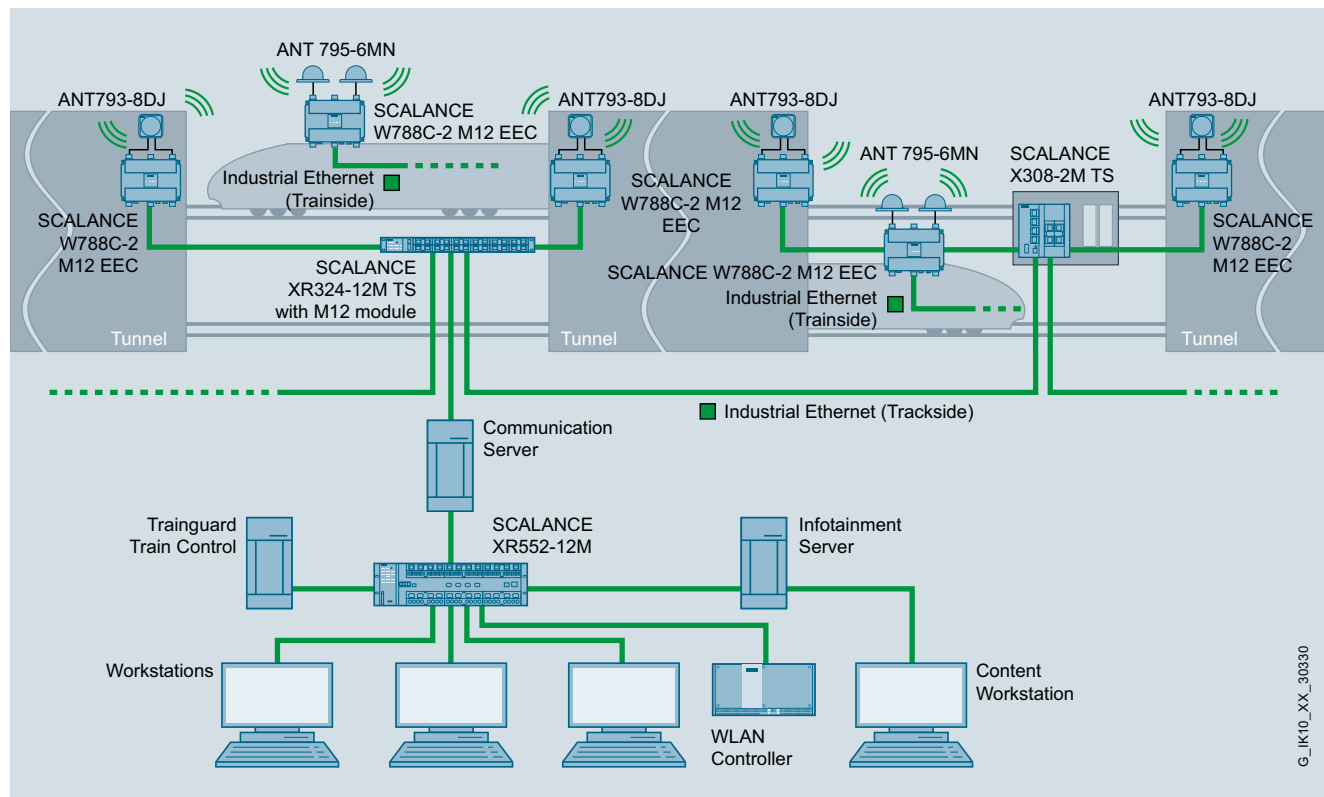 ANT 795-6MN
ANT793-8DJ
SCALANCE
W788C-2 M12 EEC
ANT793-8DJ
ANT793-8DJ
ANT793-8DJ
ANT 795-6MN
SCALANCE
X308-2M TS
Industrial Ethernet
(Trainside)
SCALANCE
W788C-2 M12
EEC
SCALANCE
W788C-2
M12 EEC
SCALANCE
W788C-2
M12 EEC
SCALANCE
XR324-12M TS
with M12 module
SCALANCE W788C-2 M12 EEC
Industrial Ethernet
(Trainside)
Tunnel
Tunnel
Tunnel
Industrial Ethernet (Trackside)
Communication
Server
Trainguard
Train Control
SCALANCE
XR552-12M
Infotainment
Server
Workstations
WLAN
Controller
Content
Workstation
G_IK10_XX_30330